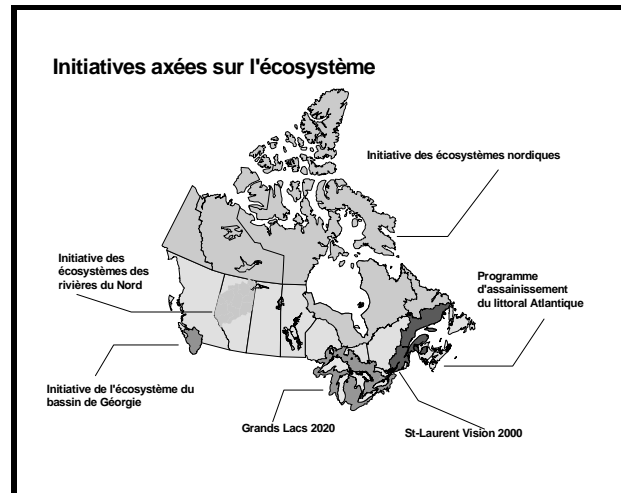 Initiatives axées sur l'écosystème
Initiative des écosystèmes nordiques
Initiative des
écosystèmes des
rivières du Nord
Programme
d'assainissement
du littoral Atlantique
Initiative de l'écosystème du
bassin de Géorgie
Grands Lacs 2020
St-Laurent Vision 2000